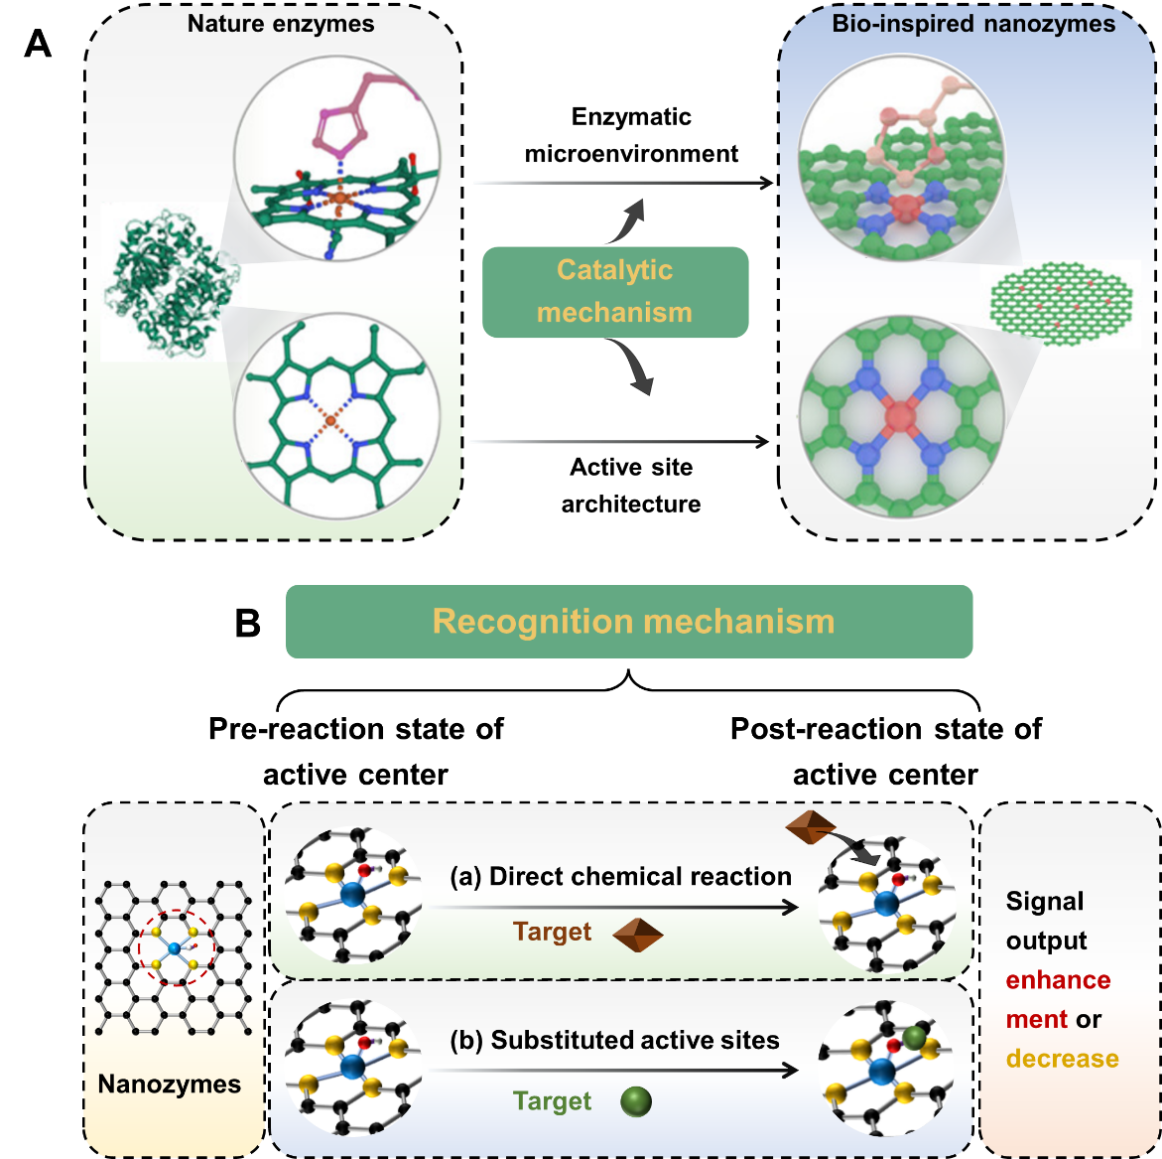 A
Nature enzymes
Bio-inspired nanozymes
Enzymatic
microenvironment
Catalytic
mechanism
Active site
architecture
B
Recognition mechanism
Pre-reaction state of
active center
Post-reaction state of
active center
Nanozymes
(a) Direct chemical reaction
Target
(b) Substituted active sites
Target
Signal
output
enhance
ment or
decrease